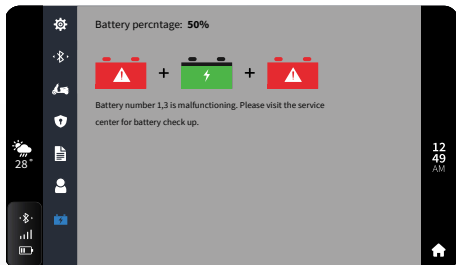 Battery percntage: 50%
+ +
Battery number 1,3 is malfunctioning. Please visit the service
center for battery check up.
28°
12
49
AM